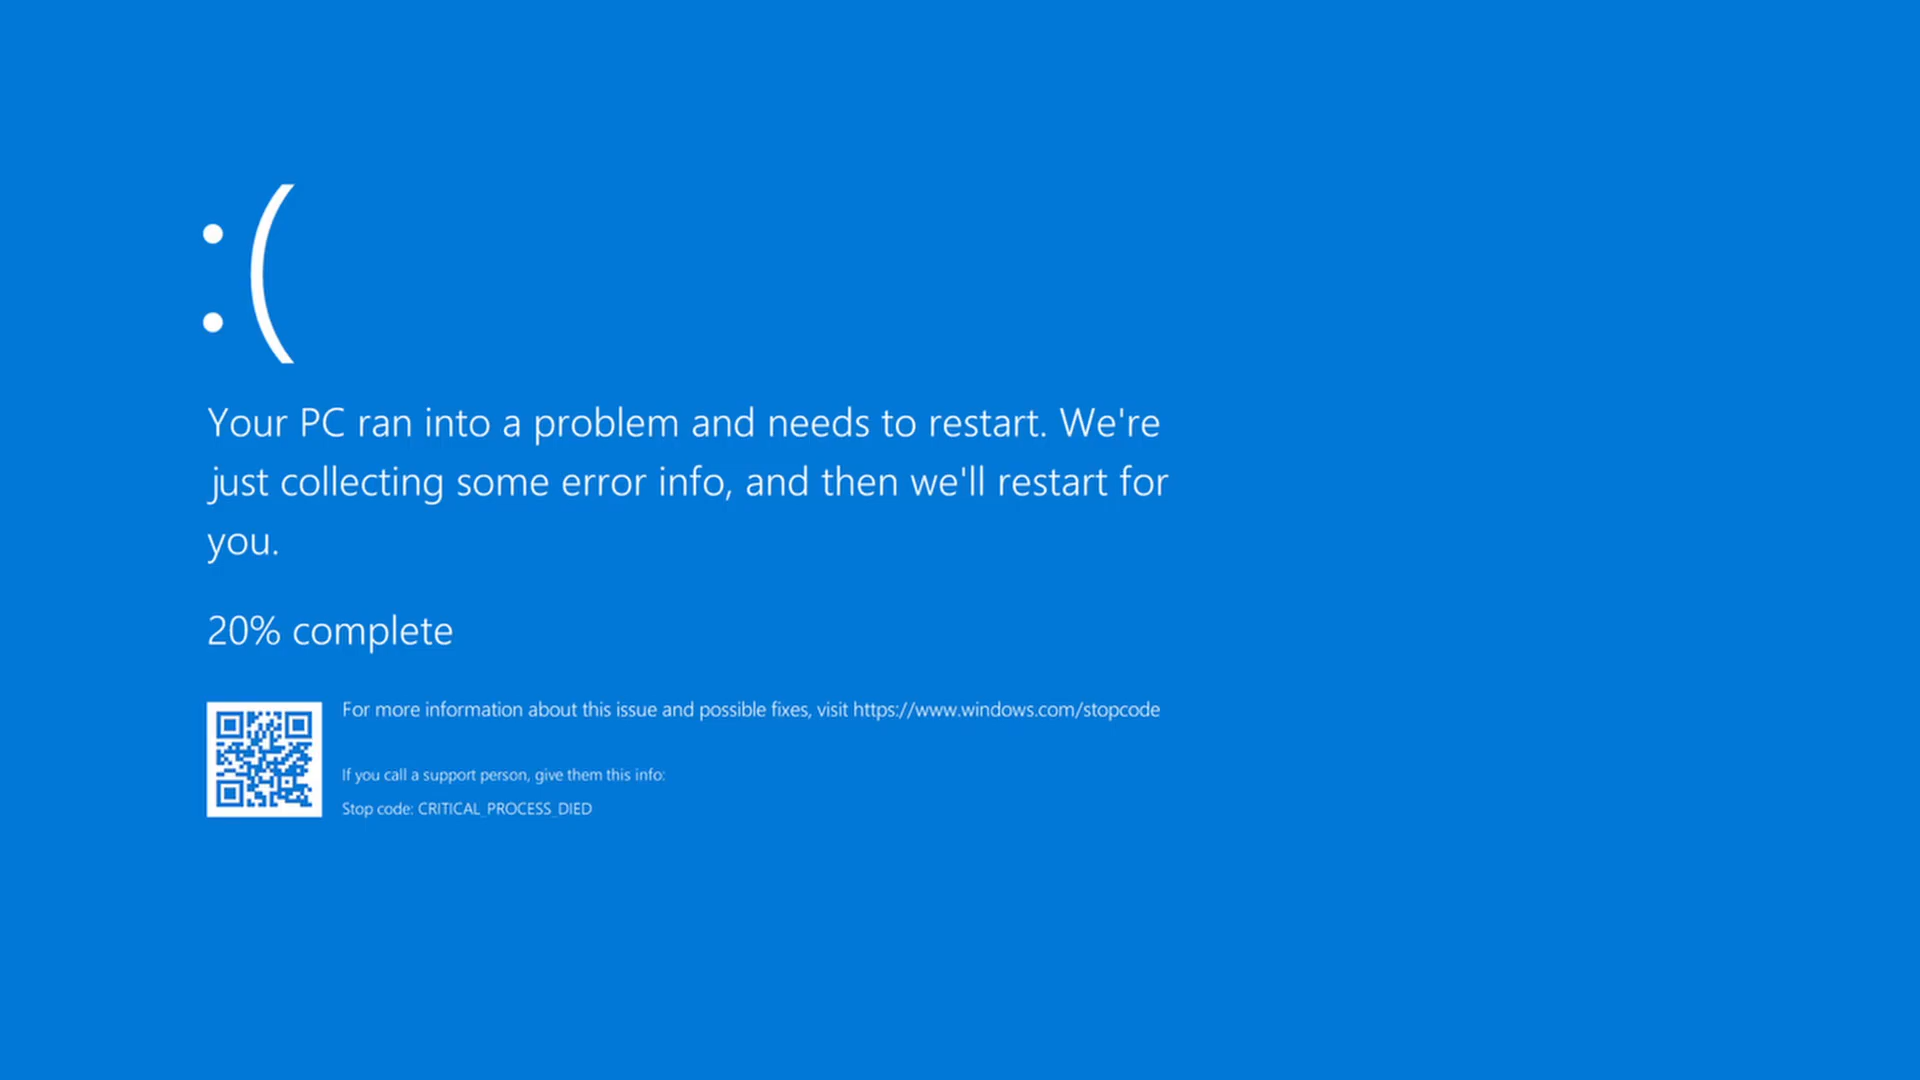 :(
Your PC ran into a problem and needs to restart. We're
just collecting some error info, and then we'll restart for
you.
20% complete
For more information about this issue and possible fixes, visit https://www.windows.com/stopcode
If you call a support person, give them this info:
Stop code: CRITICAL_PROCESS_DIED